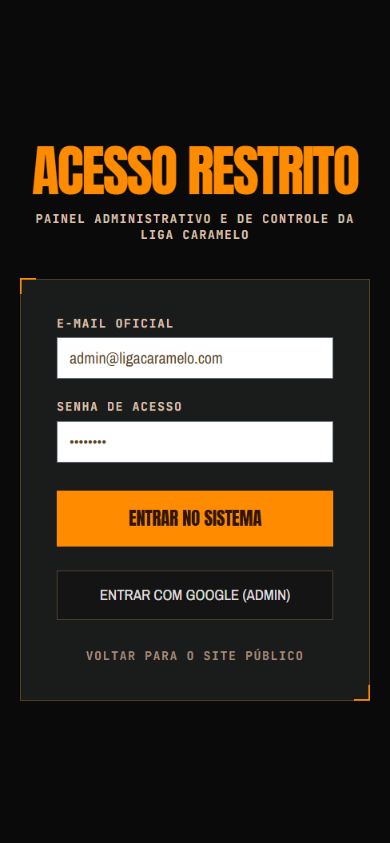 ACESSO RESTRITO
PAINEL ADMINISTRATIVO E DE CONTROLE DA
LIGA CARAMELO
E-MAIL OFICIAL
admin@ligacaramelo.com
SENHA DE ACESSO
••••••••
ENTRAR NO SISTEMA
ENTRAR COM GOOGLE (ADMIN)
VOLTAR PARA O SITE PÚBLICO